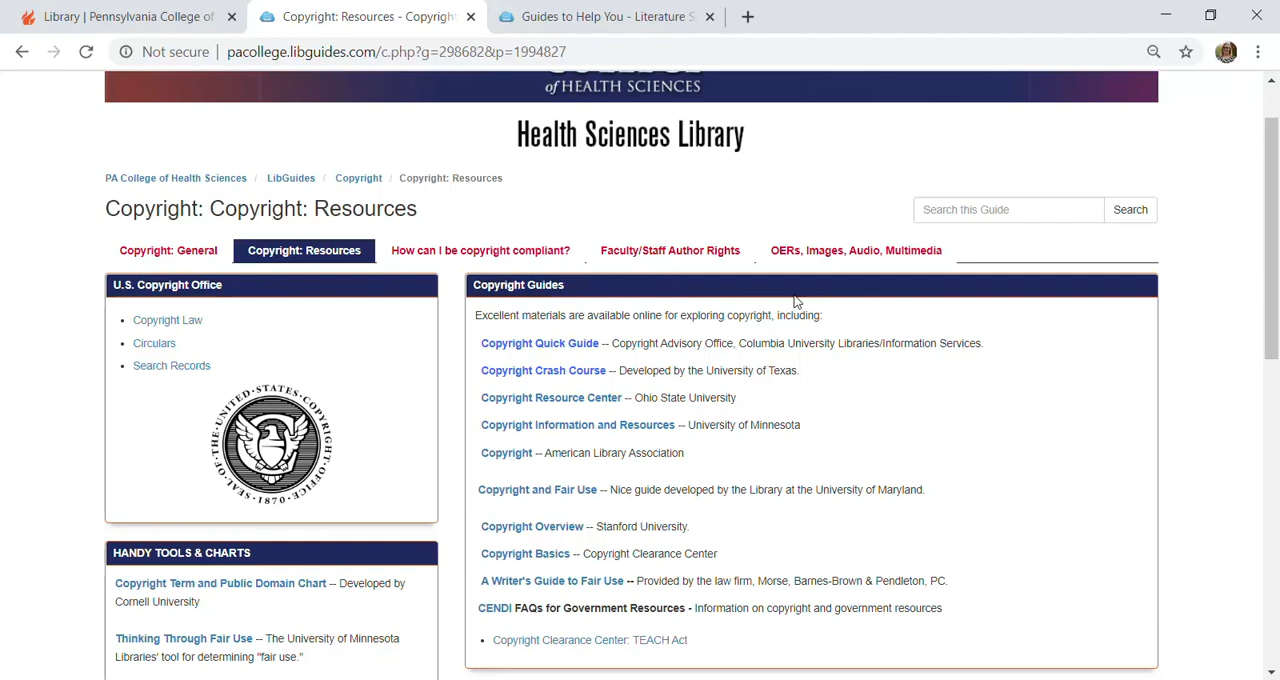 Library | Pennsylvania College of
Copyright: Resources - Copyright
Guides to Help You - Literature S
Not secure | pacollege.libguides.com/c.php?g=298682&p=1994827
of HEALTH SCIENCES
Health Sciences Library
PA College of Health Sciences / LibGuides / Copyright / Copyright: Resources
Copyright: Copyright: Resources
Search this Guide Search
Copyright: General Copyright: Resources How can I be copyright compliant? Faculty/Staff Author Rights OERs, Images, Audio, Multimedia
U.S. Copyright Office
• Copyright Law
• Circulars
• Search Records
THE·UNITED·STATES·COPYRIGHT·OFFICE·
SEAL·OF·
·1870·
HANDY TOOLS & CHARTS
Copyright Term and Public Domain Chart -- Developed by
Cornell University
Thinking Through Fair Use -- The University of Minnesota
Libraries' tool for determining "fair use."
Copyright Guides
Excellent materials are available online for exploring copyright, including:
Copyright Quick Guide -- Copyright Advisory Office, Columbia University Libraries/Information Services.
Copyright Crash Course -- Developed by the University of Texas.
Copyright Resource Center -- Ohio State University
Copyright Information and Resources -- University of Minnesota
Copyright -- American Library Association
Copyright and Fair Use -- Nice guide developed by the Library at the University of Maryland.
Copyright Overview -- Stanford University.
Copyright Basics -- Copyright Clearance Center
A Writer's Guide to Fair Use -- Provided by the law firm, Morse, Barnes-Brown & Pendleton, PC.
CENDI FAQs for Government Resources - Information on copyright and government resources
• Copyright Clearance Center: TEACH Act